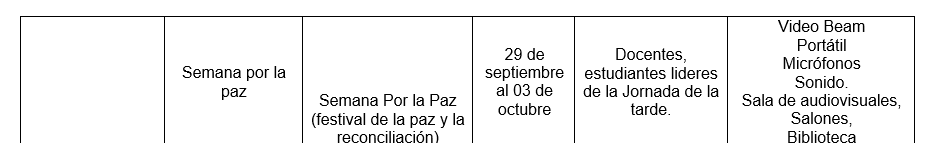 Semana por la
paz
Semana Por la Paz
(festival de la paz y la
reconciliación)
29 de
septiembre
al 03 de
octubre
Docentes,
estudiantes lideres
de la Jornada de la
tarde.
Video Beam
Portátil
Micrófonos
Sonido.
Sala de audiovisuales,
Salones,
Biblioteca